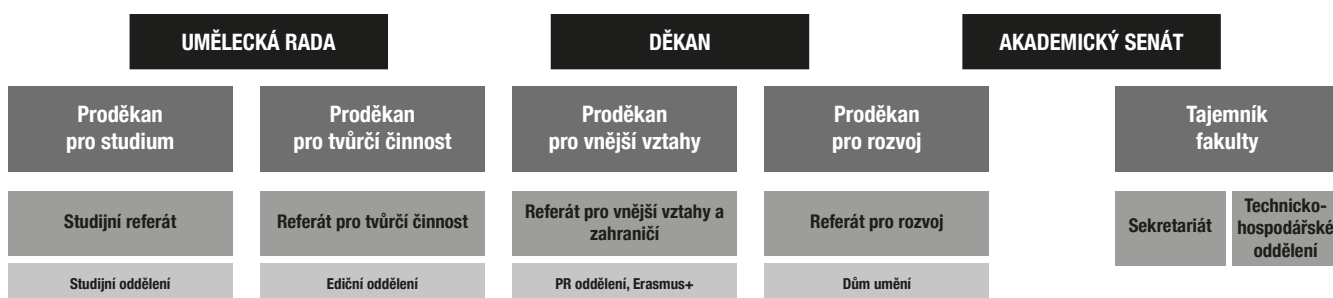 UMĚLECKÁ RADA
DĚKAN
AKADEMICKÝ SENÁT
Proděkan
pro studium
Proděkan
pro tvůrčí činnost
Proděkan
pro vnější vztahy
Proděkan
pro rozvoj
Tajemník
fakulty
Studijní referát
Referát pro tvůrčí činnost
Referát pro vnější vztahy a
zahraničí
Referát pro rozvoj
Sekretariát
Technicko-
hospodářské
oddělení
Studijní oddělení
Ediční oddělení
PR oddělení, Erasmus+
Dům umění